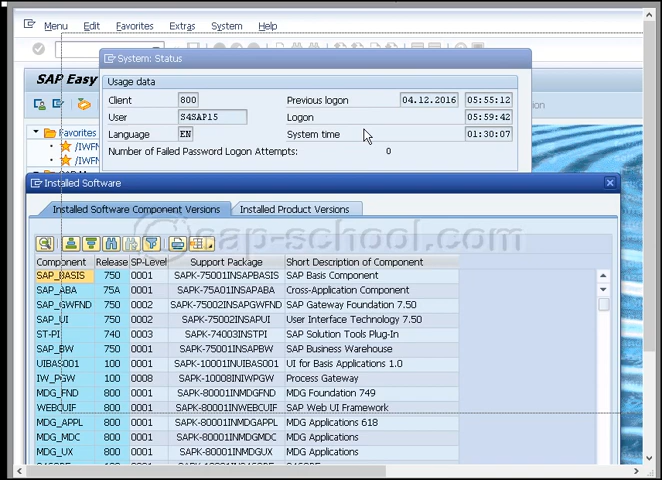 Menu Edit Favorites Extras System Help
SAP Easy
System: Status
Usage data
Client 800 Previous logon 04.12.2016 05:55:12
User S4SAP15 Logon 05:59:42
Language EN System time 01:30:07
Number of Failed Password Logon Attempts: 0
Favorites
/IWFN
/IWFN
Installed Software
Installed Software Component Versions Installed Product Versions
©sap-school.com
Component Release SP-Level Support Package Short Description of Component
SAP_BASIS 750 0001 SAPK-75001INSAPBASIS SAP Basis Component
SAP_ABA 75A 0001 SAPK-75A01INSAPABA Cross-Application Component
SAP_GWFND 750 0002 SAPK-75002INSAPGWFND SAP Gateway Foundation 7.50
SAP_UI 750 0002 SAPK-75002INSAPUI User Interface Technology 7.50
ST-PI 740 0003 SAPK-74003INSTPI SAP Solution Tools Plug-In
SAP_BW 750 0001 SAPK-75001INSAPBW SAP Business Warehouse
UIBAS001 100 0001 SAPK-10001INUIBAS001 UI for Basis Applications 1.0
IW_PGW 100 0008 SAPK-10008INIWPGW Process Gateway
MDG_FND 800 0001 SAPK-80001INMDGFND MDG Foundation 749
WEBCUIF 800 0001 SAPK-80001INWEBCUIF SAP Web UI Framework
MDG_APPL 800 0001 SAPK-80001INMDGAPPL MDG Applications 618
MDG_MDC 800 0001 SAPK-80001INMDGMDC MDG Applications
MDG_UX 800 0001 SAPK-80001INMDGUX MDG Applications